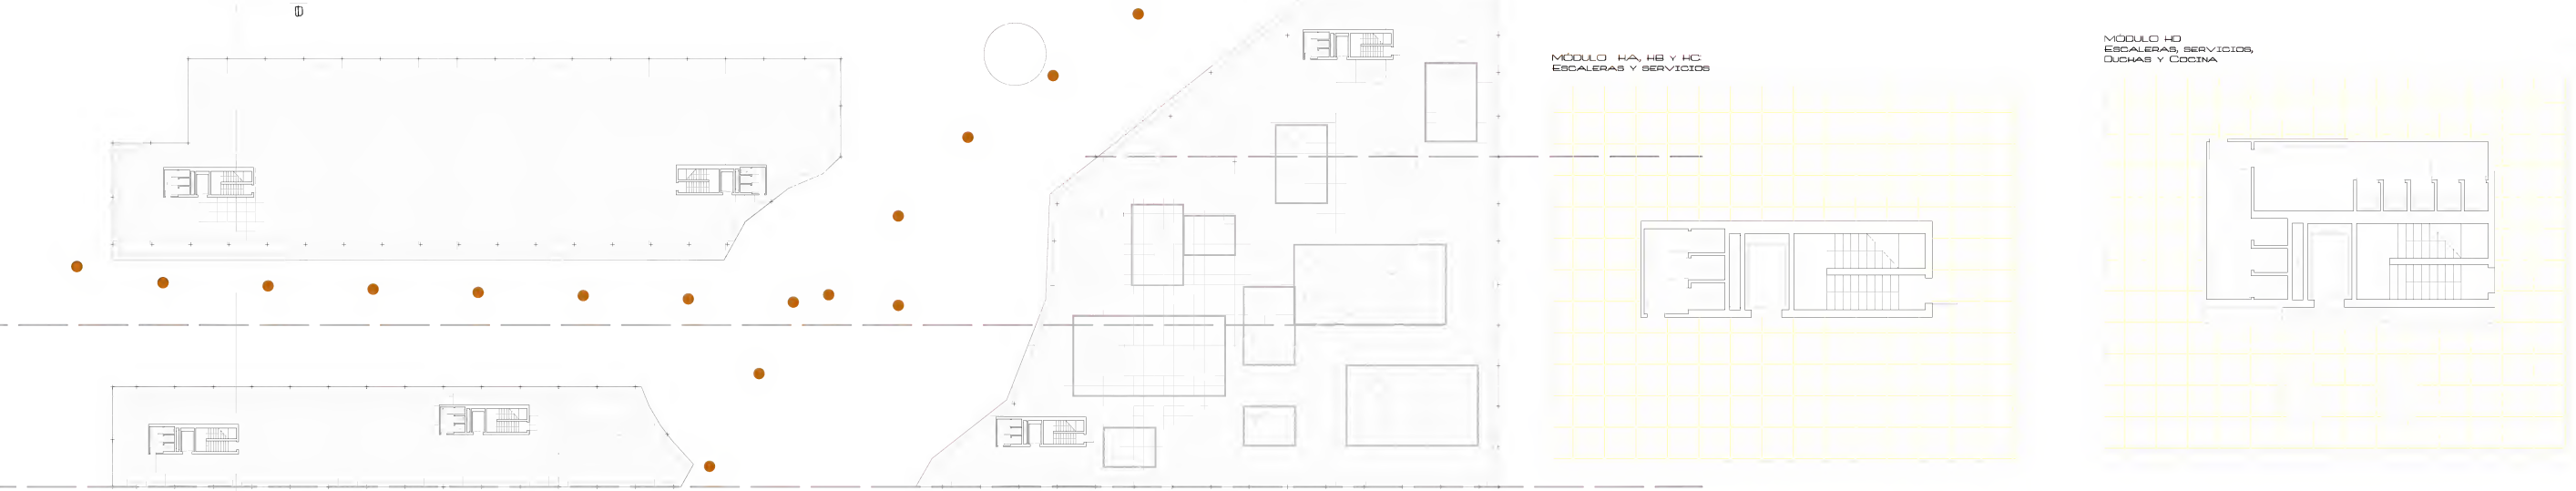 MÓDULO HA, HB Y HC
ESCALERAS Y SERVICIOS
MÓDULO HD
ESCALERAS, SERVICIOS,
DUCHAS Y COCINA